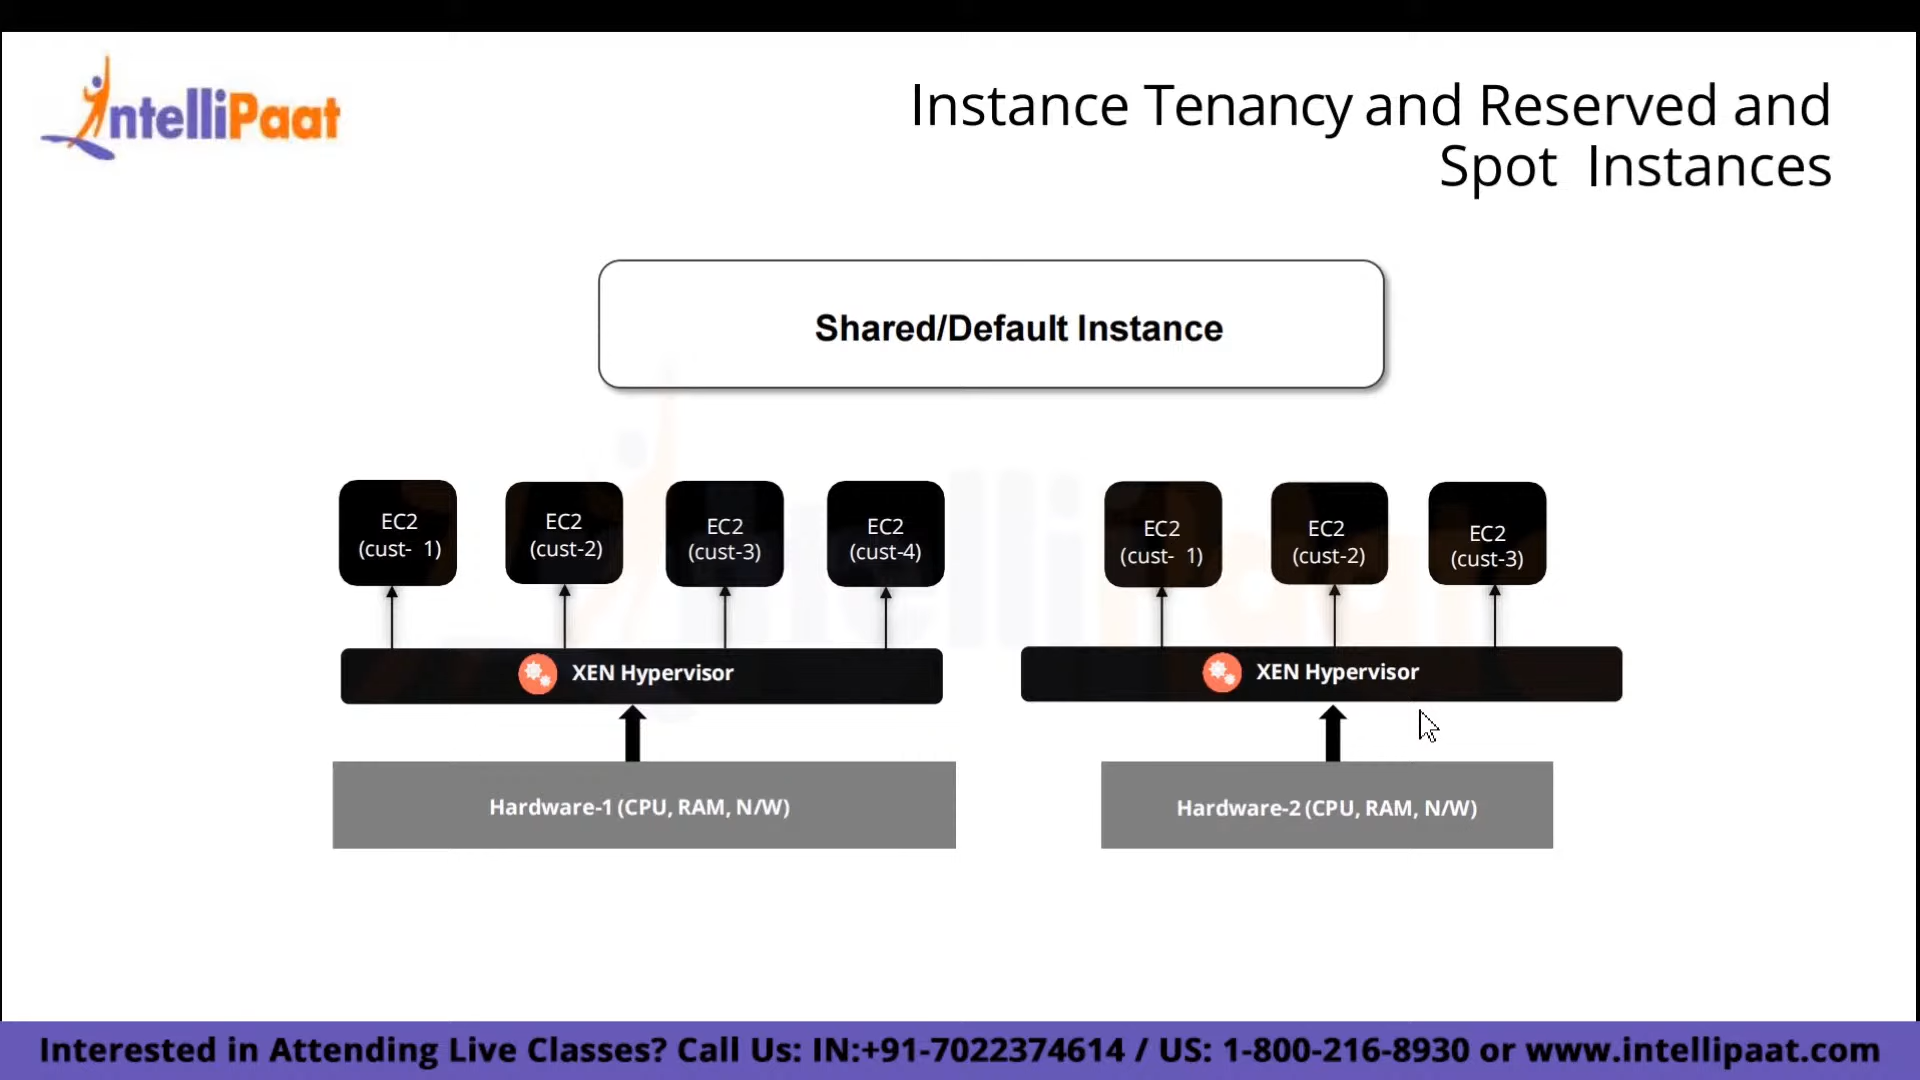 IntelliPaat
Instance Tenancy and Reserved and
Spot Instances
Shared/Default Instance
EC2
(cust- 1)
EC2
(cust-2)
EC2
(cust-3)
EC2
(cust-4)
EC2
(cust- 1)
EC2
(cust-2)
EC2
(cust-3)
XEN Hypervisor
XEN Hypervisor
Hardware-1 (CPU, RAM, N/W)
Hardware-2 (CPU, RAM, N/W)
Interested in Attending Live Classes? Call Us: IN:+91-7022374614 / US: 1-800-216-8930 or www.intellipaat.com